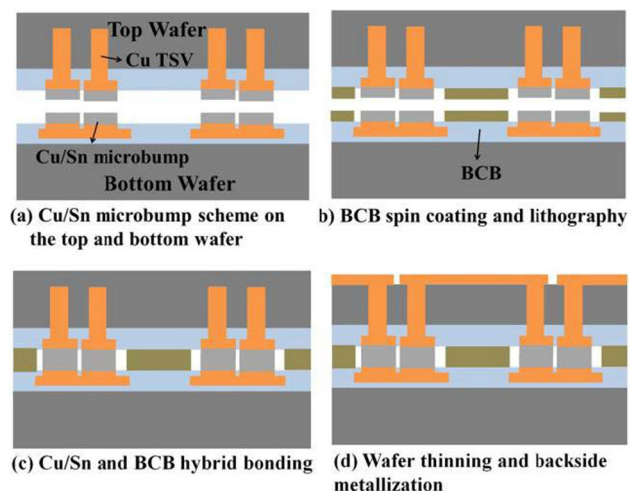 Top Wafer
Cu TSV
Cu/Sn microbump
Bottom Wafer
(a) Cu/Sn microbump scheme on
the top and bottom wafer
BCB
b) BCB spin coating and lithography
(c) Cu/Sn and BCB hybrid bonding
(d) Wafer thinning and backside
metallization